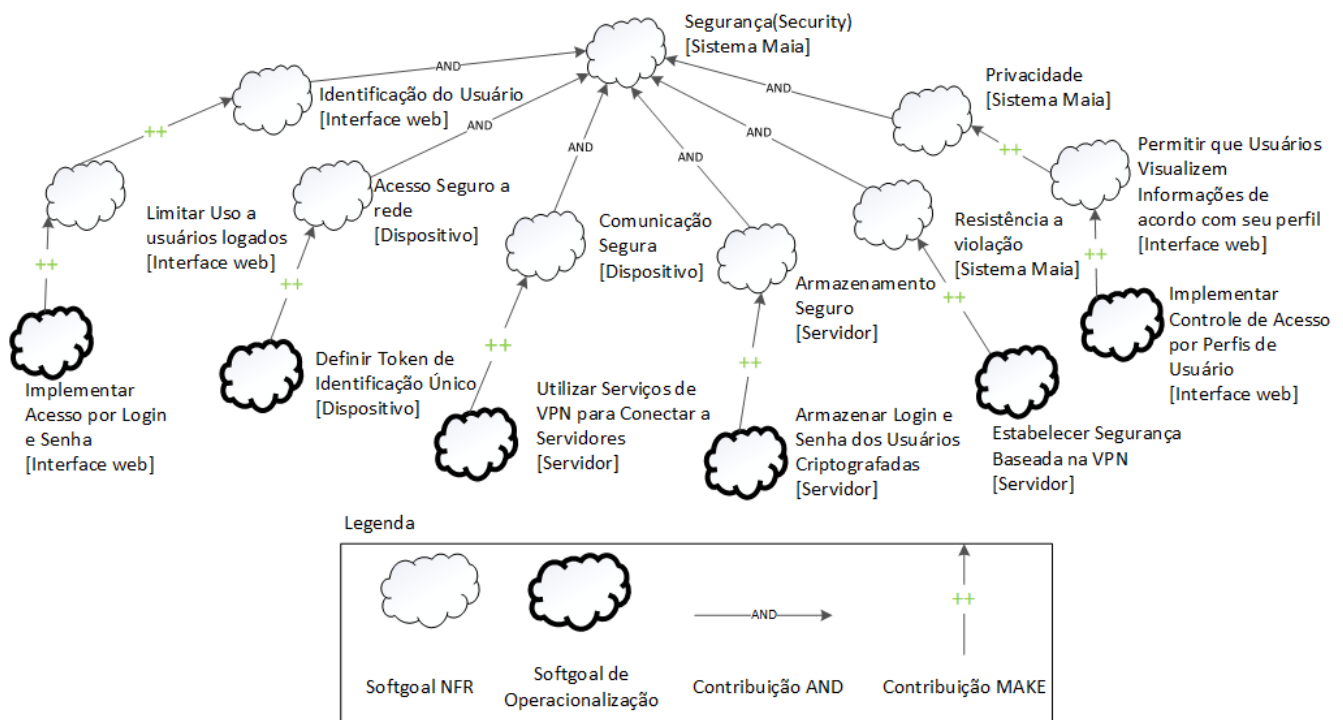 Segurança(Security)
[Sistema Maia]
AND
Identificação do Usuário
[Interface web]
AND
Privacidade
[Sistema Maia]
++
AND
Acesso Seguro a
rede
[Dispositivo]
AND
Comunicação
Segura
[Dispositivo]
AND
Armazenamento
Seguro
[Servidor]
AND
Resistência a
violação
[Sistema Maia]
++
Permitir que Usuários
Visualizem
Informações de
acordo com seu perfil
[Interface web]
Limitar Uso a
usuários logados
[Interface web]
++
Implementar
Acesso por Login
e Senha
[Interface web]
++
Definir Token de
Identificação Único
[Dispositivo]
++
Utilizar Serviços de
VPN para Conectar a
Servidores
[Servidor]
++
Armazenar Login e
Senha dos Usuários
Criptografadas
[Servidor]
++
Estabelecer Segurança
Baseada na VPN
[Servidor]
++
Implementar
Controle de Acesso
por Perfis de
Usuário
[Interface web]
Legenda
AND
++
Softgoal NFR
Softgoal de
Operacionalização
Contribuição AND
Contribuição MAKE